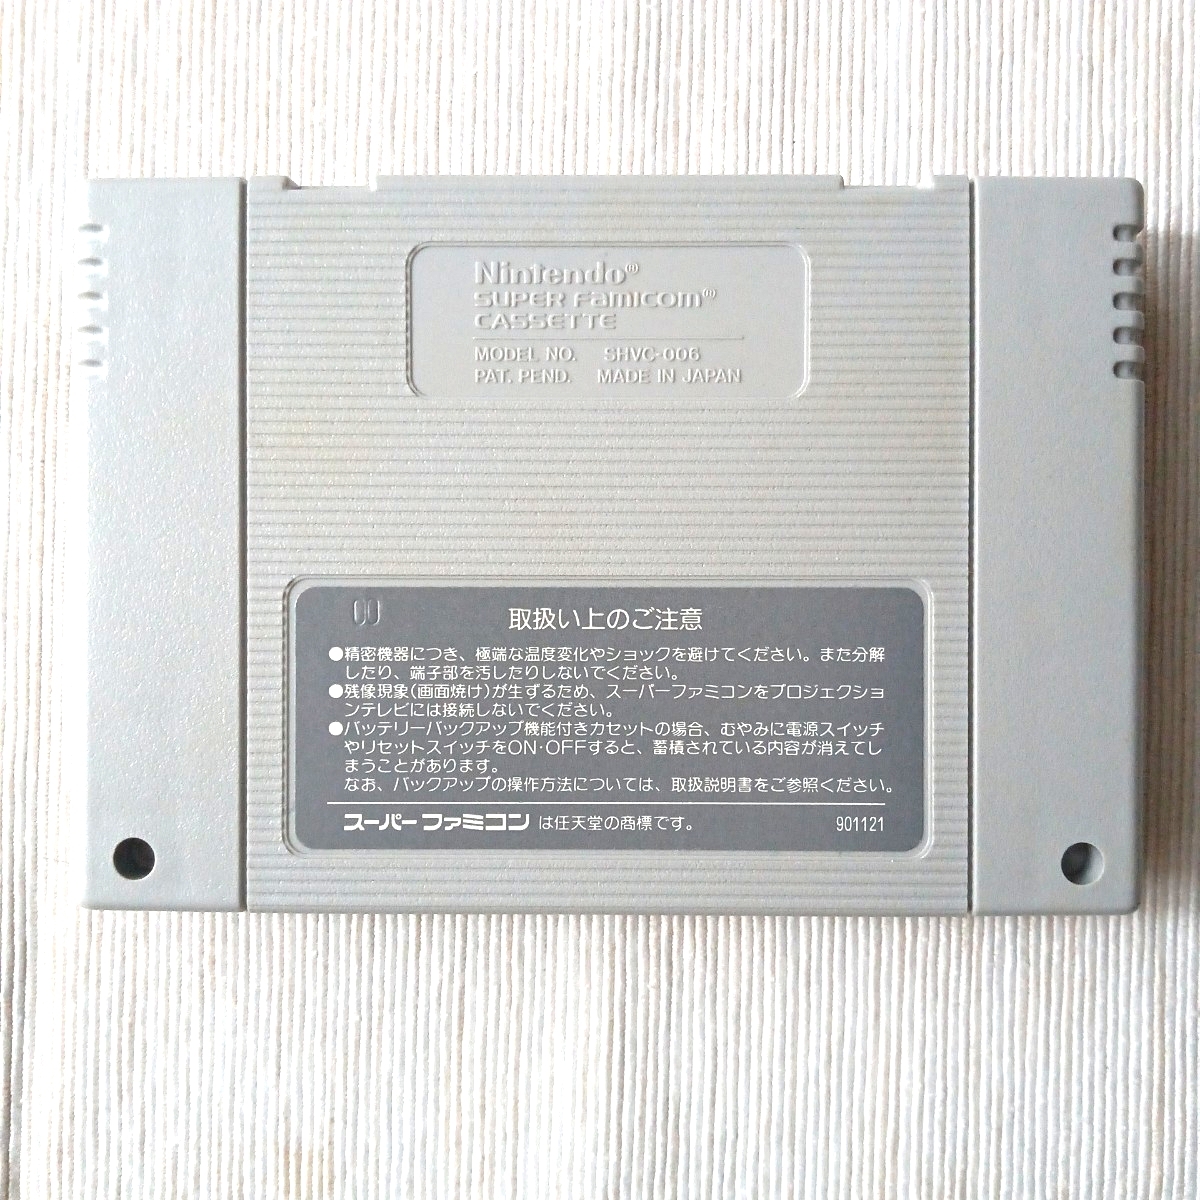 Nintendo®
SUPER FAMICOM®
CASSETTE
MODEL NO. SHVC-006
PAT. PEND. MADE IN JAPAN
00
取扱い上のご注意
●精密機器につき、極端な温度変化やショックを避けてください。また分解
したり、端子部を汚したりしないでください。
●残像現象(画面焼け)が生ずるため、スーパーファミコンをプロジェクショ
ンテレビには接続しないでください。
●バッテリーバックアップ機能付きカセットの場合、むやみに電源スイッチ
やリセットスイッチをON・OFFすると、蓄積されている内容が消えてし
まうことがあります。
なお、バックアップの操作方法については、取扱説明書をご参照ください。
スーパーファミコン は任天堂の商標です。 901121